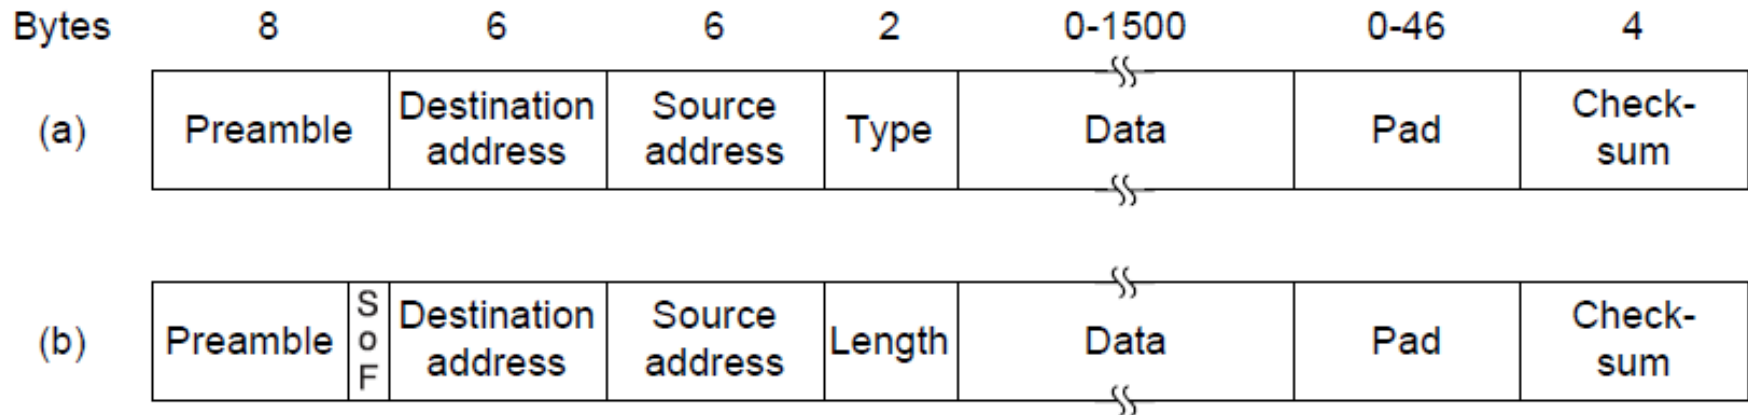 Bytes 8 6 6 2 0-1500 0-46 4
(a) Preamble Destination address Source address Type Data Pad Check-sum
(b) Preamble SoF Destination address Source address Length Data Pad Check-sum